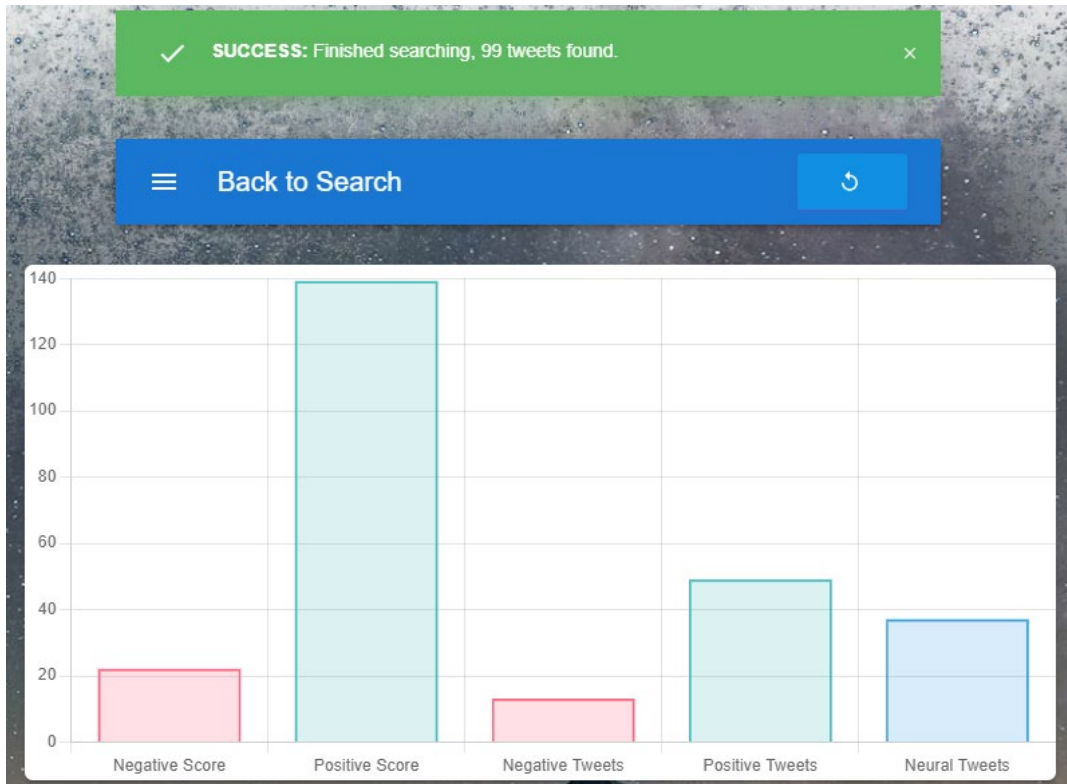 SUCCESS: Finished searching, 99 tweets found.
Back to Search
140
120
100
80
60
40
20
0
Negative Score Positive Score Negative Tweets Positive Tweets Neural Tweets